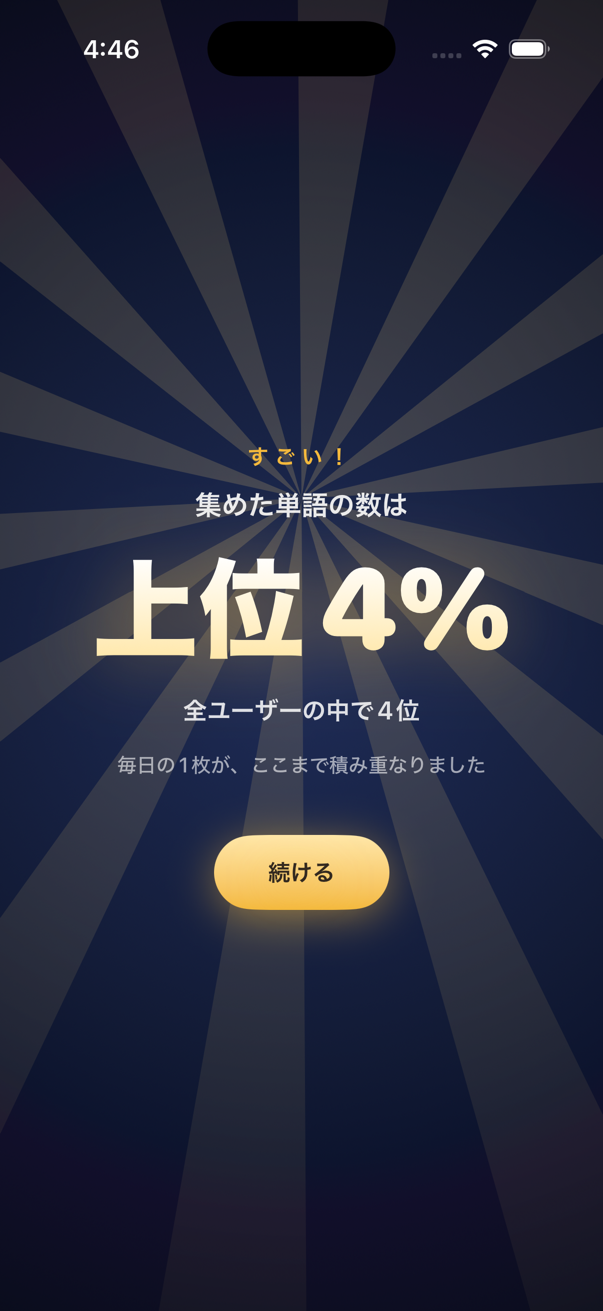 4:46
すごい！
集めた単語の数は
上位4%
全ユーザーの中で4位
毎日の1枚が、ここまで積み重なりました
続ける